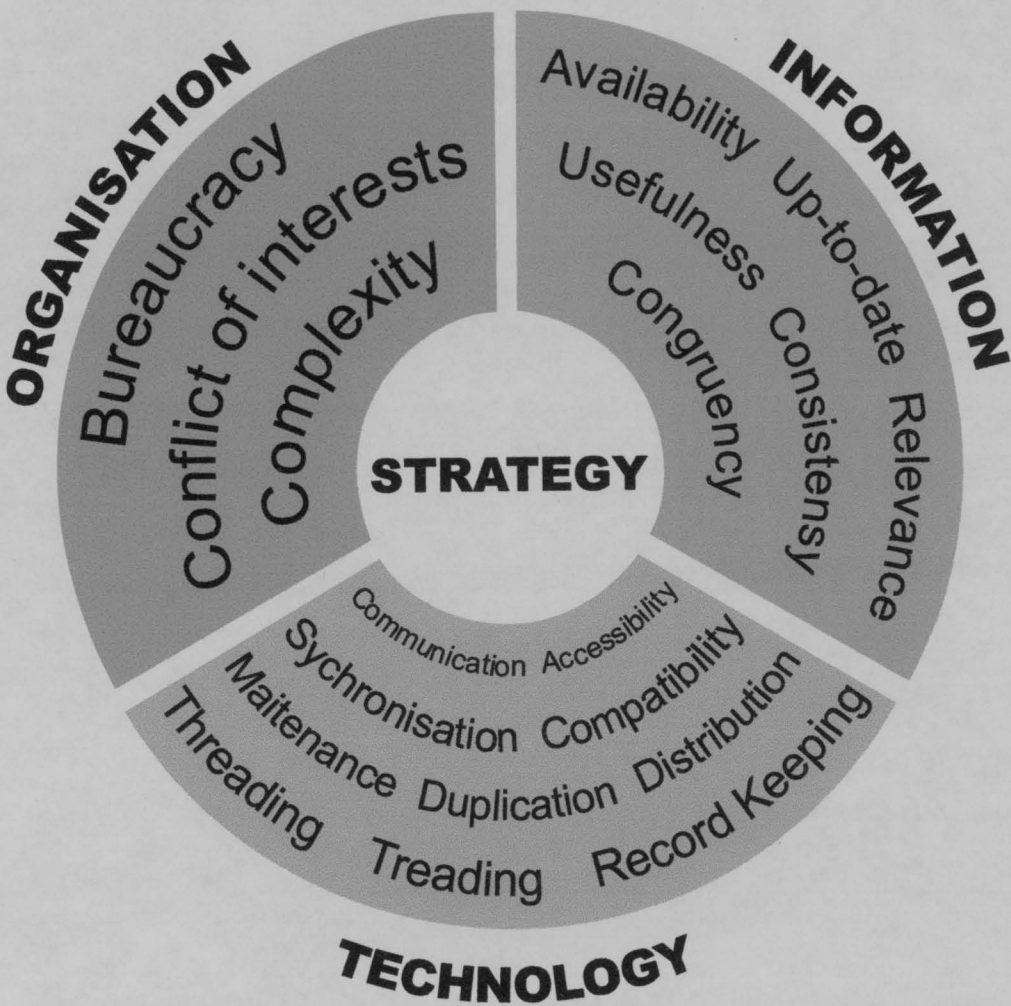 ORGANISATION
Bureaucracy
Conflict of interests
Complexity
INFORMATION
Availability Up-to-date Relevance
Usefulness Consistensy
Congruency
STRATEGY
Communication Accessibility
Sychronisation Compatibility
Maitenance Duplication Distribution
Threading Treading Record Keeping
TECHNOLOGY